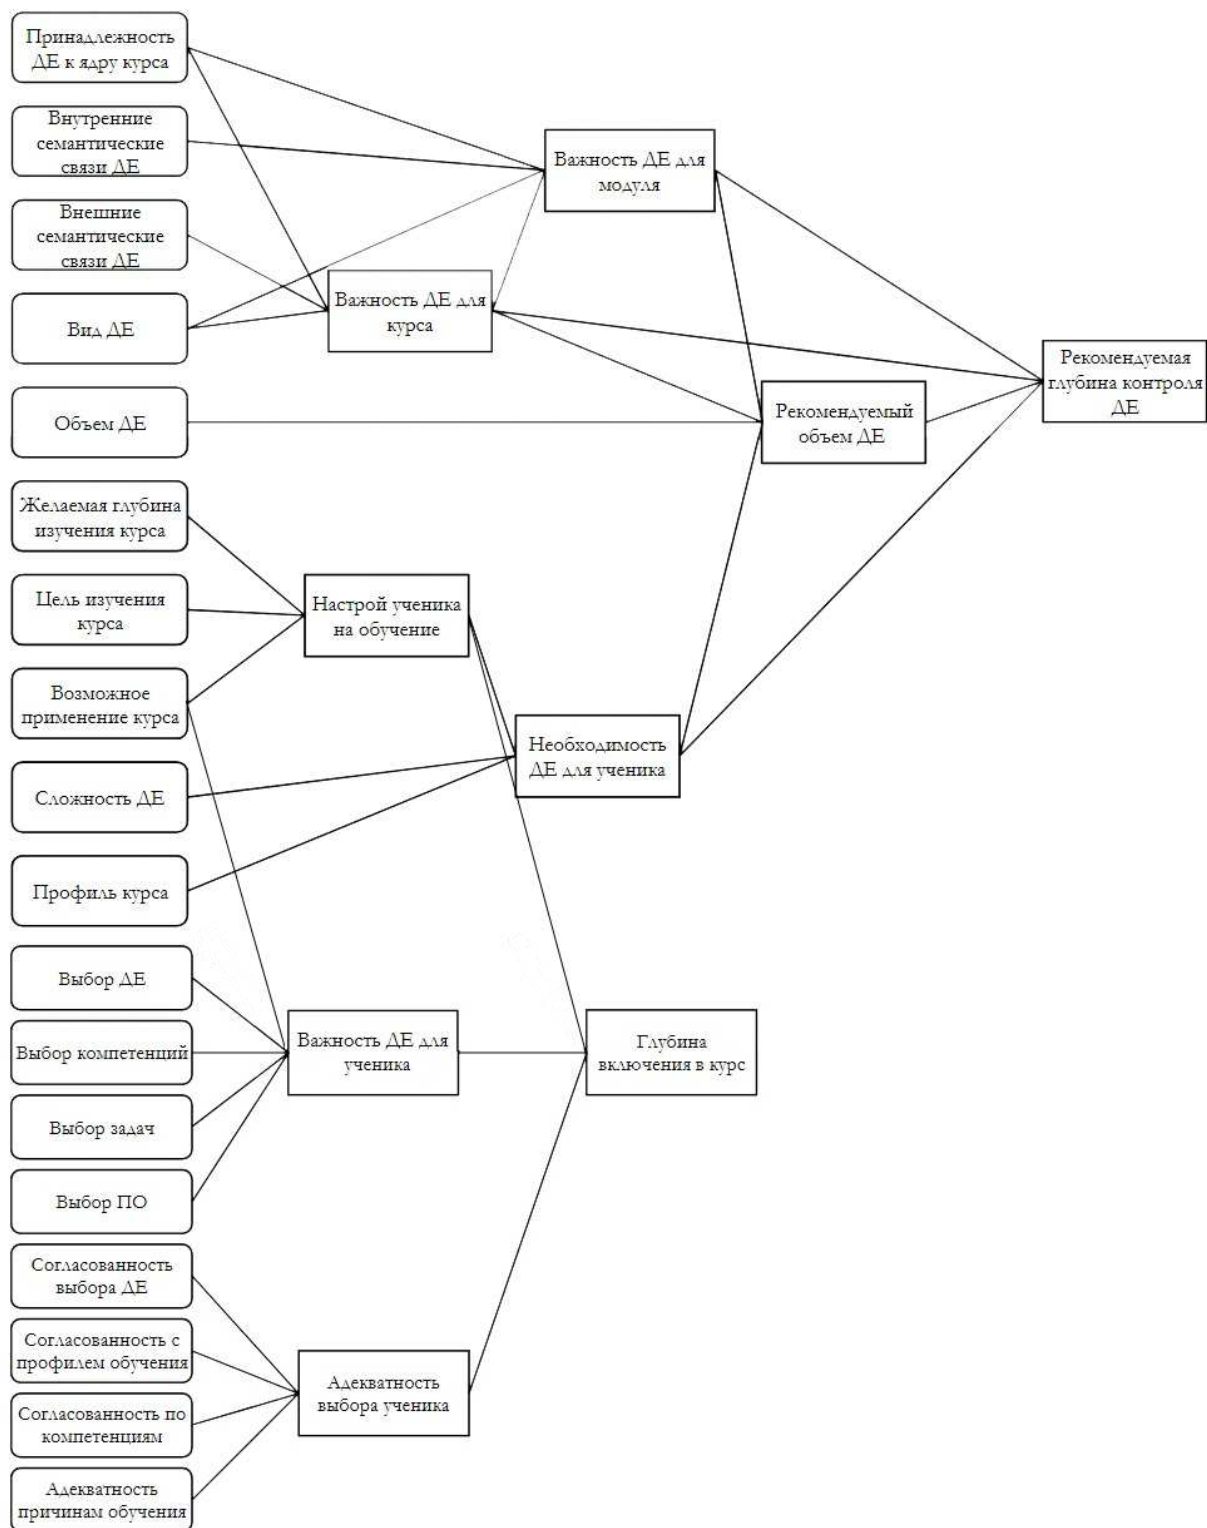 Принадлежность
ДЕ к ядру курса
Внутренние
семантические
связи ДЕ
Важность ДЕ для
модуля
Внешние
семантические
связи ДЕ
Важность ДЕ для
курса
Вид ДЕ
Рекомендуемая
глубина контроля
ДЕ
Объем ДЕ
Рекомендуемый
объем ДЕ
Желаемая глубина
изучения курса
Цель изучения
курса
Настрой ученика
на обучение
Возможное
применение курса
Необходимость
ДЕ для ученика
Сложность ДЕ
Профиль курса
Выбор ДЕ
Выбор компетенций
Важность ДЕ для
ученика
Глубина
включения в курс
Выбор задач
Выбор ПО
Согласованность
выбора ДЕ
Согласованность с
профилем обучения
Адекватность
выбора ученика
Согласованность по
компетенциям
Адекватность
причинам обучения